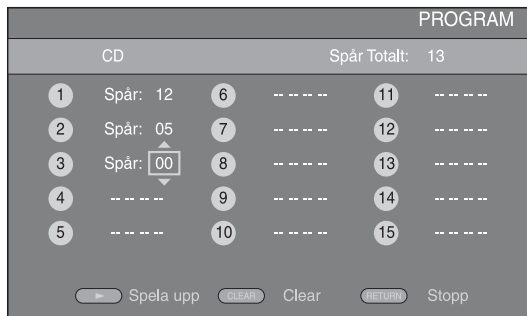 PROGRAM
CD Spår Totalt: 13
1 Spår: 12 6 -- -- -- -- 11 -- -- -- --
2 Spår: 05 7 -- -- -- -- 12 -- -- -- --
3 Spår: 00 8 -- -- -- -- 13 -- -- -- --
4 -- -- -- -- 9 -- -- -- -- 14 -- -- -- --
5 -- -- -- -- 10 -- -- -- -- 15 -- -- -- --
Spela upp CLEAR Clear RETURN Stopp